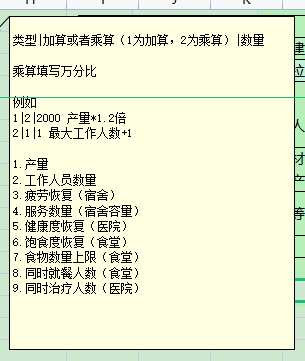 类型|加算或者乘算（1为加算，2为乘算）|数量
乘算填写万分比
例如
1|2|2000 产量*1.2倍
2|1|1 最大工作人数+1
1.产量
2.工作人员数量
3.疲劳恢复（宿舍）
4.服务数量（宿舍容量）
5.健康度恢复（医院）
6.饱食度恢复（食堂）
7.食物数量上限（食堂）
8.同时就餐人数（食堂）
9.同时治疗人数（医院）
建
位
人
材
产
等